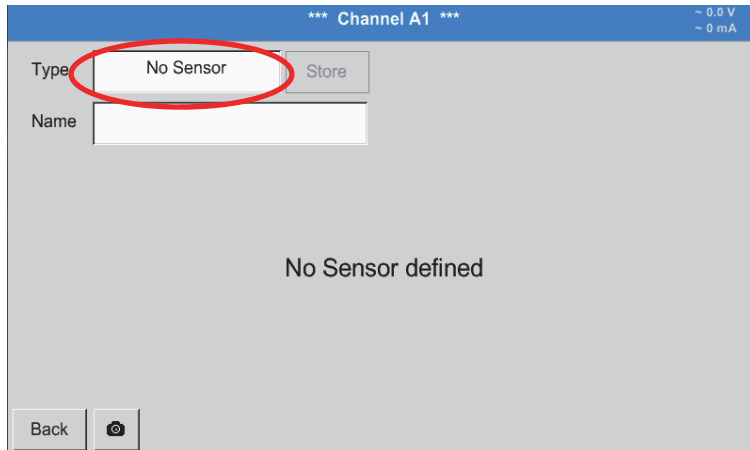 *** Channel A1 ***
~ 0.0 V
~ 0 mA
Type No Sensor Store
Name
No Sensor defined
Back